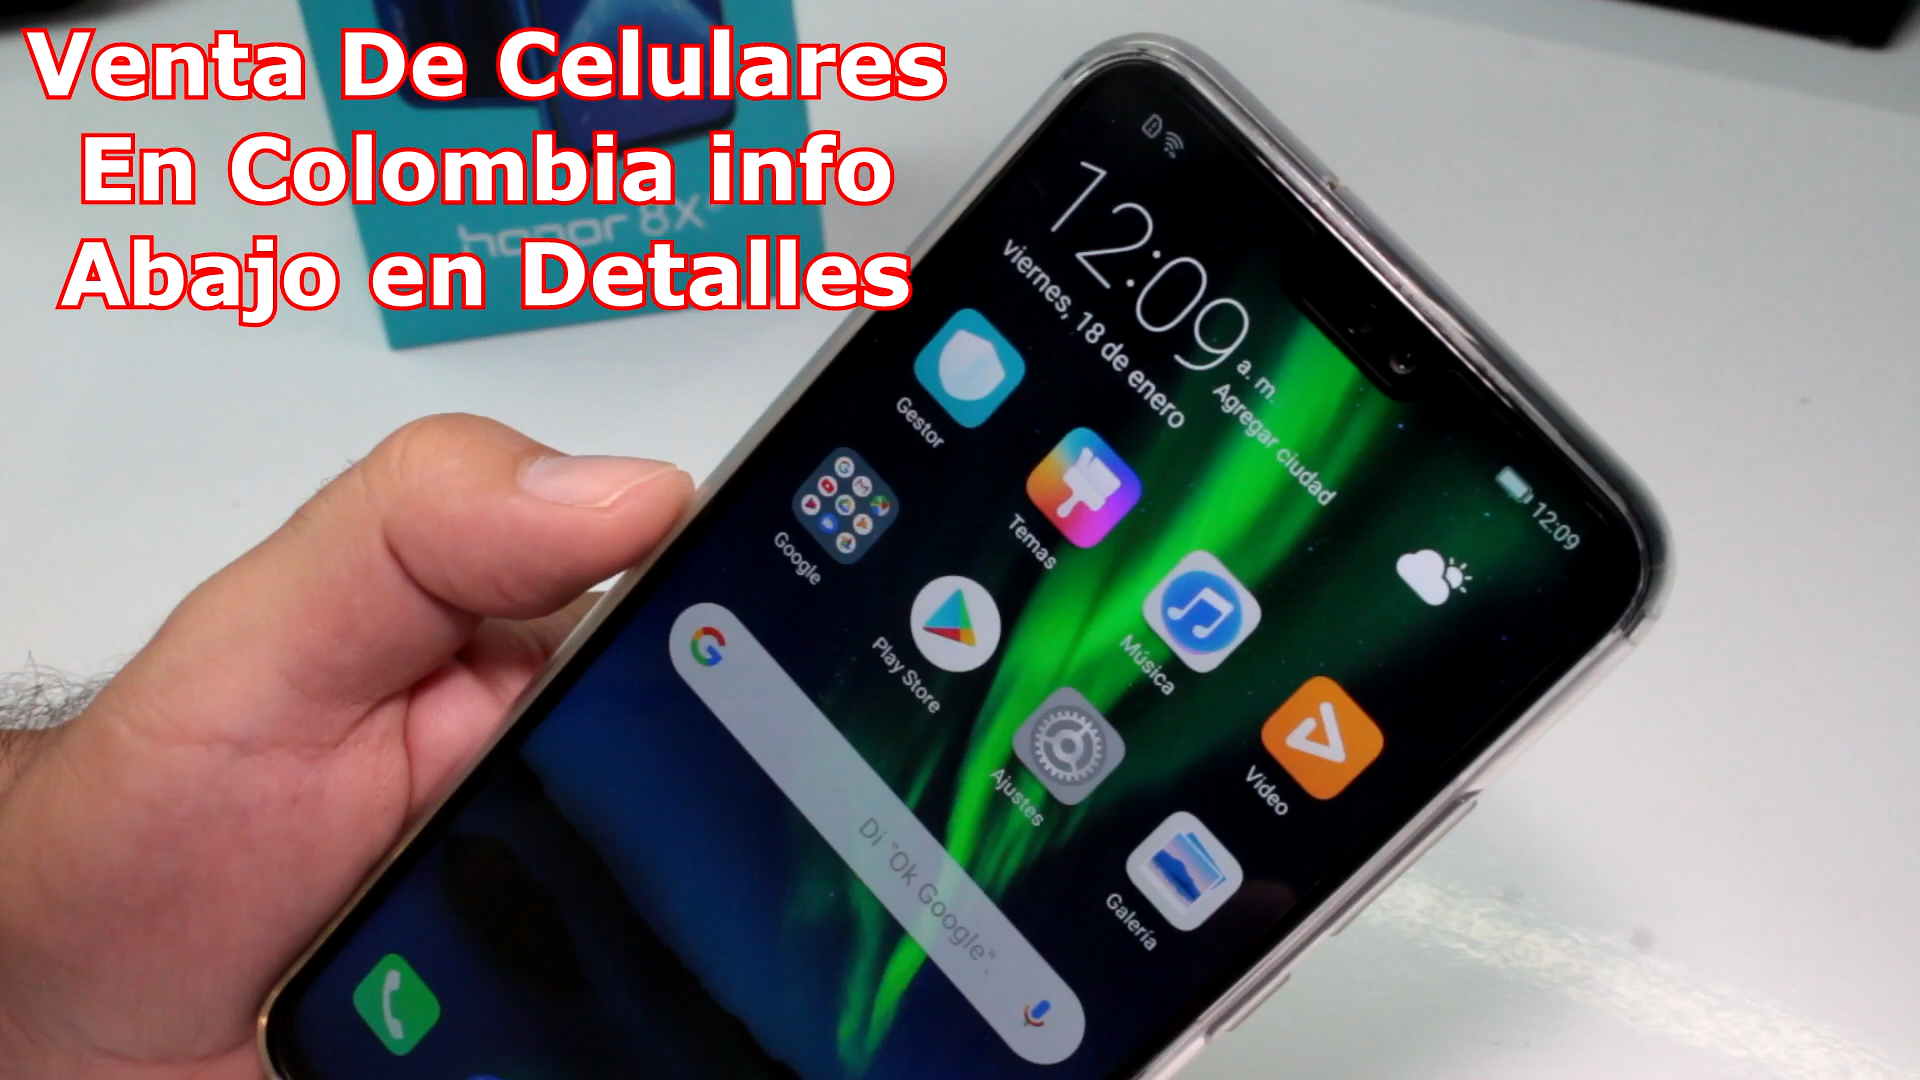 Venta De Celulares
En Colombia info
Abajo en Detalles
honor 8X
12:09 a. m.
viernes, 18 de enero
Agregar ciudad
12:09
Gestor
Temas
Música
Video
Google
Play Store
Ajustes
Galería
Di "Ok Google".